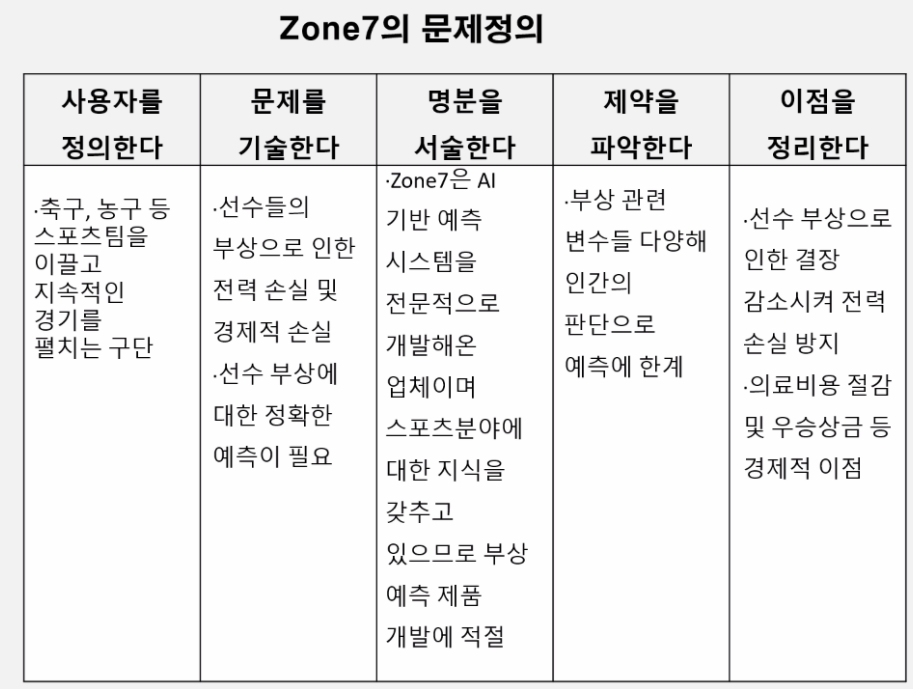 Zone7의 문제정의
사용자를
정의한다
문제를
기술한다
명분을
서술한다
제약을
파악한다
이점을
정리한다
·축구, 농구 등
스포츠팀을
이끌고
지속적인
경기를
펼치는 구단
·선수들의
부상으로 인한
전력 손실 및
경제적 손실
·선수 부상에
대한 정확한
예측이 필요
·Zone7은 AI
기반 예측
시스템을
전문적으로
개발해온
업체이며
스포츠분야에
대한 지식을
갖추고
있으므로 부상
예측 제품
개발에 적절
·부상 관련
변수들 다양해
인간의
판단으로
예측에 한계
·선수 부상으로
인한 결장
감소시켜 전력
손실 방지
·의료비용 절감
및 우승상금 등
경제적 이점